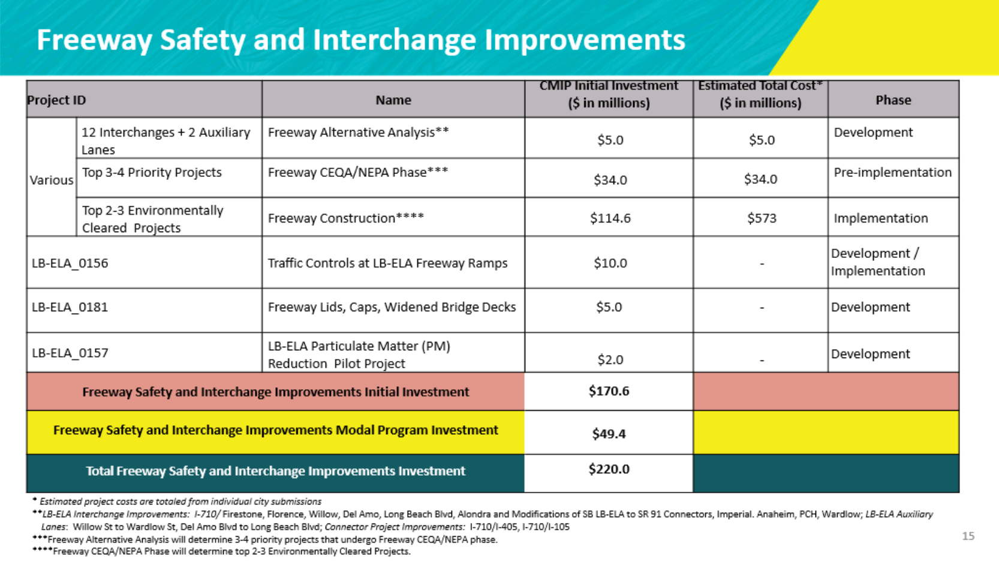 Freeway Safety and Interchange Improvements
Project ID
Name
CMIP Initial Investment
($ in millions)
Estimated Total Cost*
($ in millions)
Phase
Various
12 Interchanges + 2 Auxiliary
Lanes
Freeway Alternative Analysis**
$5.0
$5.0
Development
Top 3-4 Priority Projects
Freeway CEQA/NEPA Phase***
$34.0
$34.0
Pre-implementation
Top 2-3 Environmentally
Cleared Projects
Freeway Construction****
$114.6
$573
Implementation
LB-ELA_0156
Traffic Controls at LB-ELA Freeway Ramps
$10.0
-
Development /
Implementation
LB-ELA_0181
Freeway Lids, Caps, Widened Bridge Decks
$5.0
-
Development
LB-ELA_0157
LB-ELA Particulate Matter (PM)
Reduction Pilot Project
$2.0
-
Development
Freeway Safety and Interchange Improvements Initial Investment
$170.6
Freeway Safety and Interchange Improvements Modal Program Investment
$49.4
Total Freeway Safety and Interchange Improvements Investment
$220.0
* Estimated project costs are totaled from individual city submissions
**LB-ELA Interchange Improvements: I-710/ Firestone, Florence, Willow, Del Amo, Long Beach Blvd, Alondra and Modifications of SB LB-ELA to SR 91 Connectors, Imperial. Anaheim, PCH, Wardlow; LB-ELA Auxiliary
Lanes: Willow St to Wardlow St, Del Amo Blvd to Long Beach Blvd; Connector Project Improvements: I-710/I-405, I-710/I-105
***Freeway Alternative Analysis will determine 3-4 priority projects that undergo Freeway CEQA/NEPA phase.
****Freeway CEQA/NEPA Phase will determine top 2-3 Environmentally Cleared Projects.
15